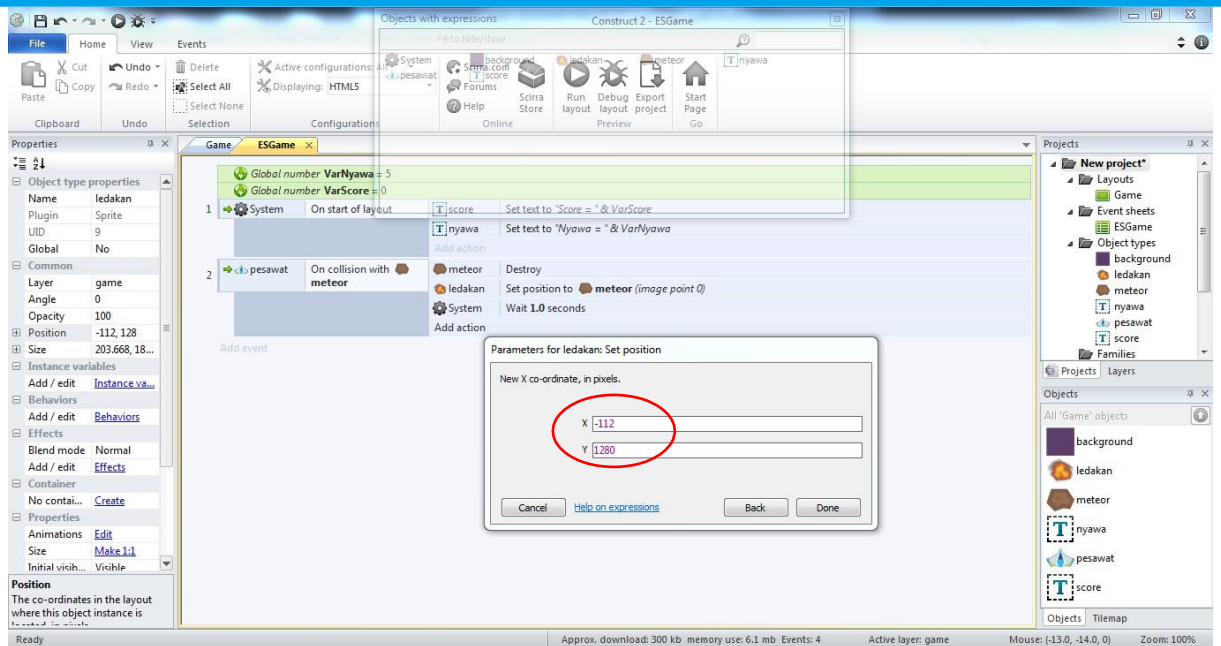 Objects with expressions
Construct 2 - ESGame
File Home View Events
F4 to hide/show
Paste
Cut
Copy
Clipboard
Undo
Redo
Undo
Delete
Select All
Select None
Selection
Active configurations: All
Displaying: HTML5
Configurations
System background ledakan meteor nyawa
pesawat score
Scirra.com
Forums
Help
Scirra Store
Online
Run layout
Debug layout
Export project
Preview
Start Page
Go
Properties
Object type properties
Name ledakan
Plugin Sprite
UID 9
Global No
Common
Layer game
Angle 0
Opacity 100
Position -112, 128
Size 203.668, 18...
Instance variables
Add / edit Instance va...
Behaviors
Add / edit Behaviors
Effects
Blend mode Normal
Add / edit Effects
Container
No contai... Create
Properties
Animations Edit
Size Make 1:1
Initial visib... Visible
Position
The co-ordinates in the layout
where this object instance is
Game ESGame
Global number VarNyawa = 5
Global number VarScore = 0
1 System On start of layout T score Set text to "Score = " & VarScore
T nyawa Set text to "Nyawa = " & VarNyawa
Add action
2 pesawat On collision with meteor
meteor Destroy
ledakan Set position to meteor (image point 0)
System Wait 1.0 seconds
Add action
Add event
Parameters for ledakan: Set position
New X co-ordinate, in pixels.
X -112
Y 1280
Cancel Help on expressions Back Done
Projects
New project*
Layouts
Game
Event sheets
ESGame
Object types
background
ledakan
meteor
T nyawa
pesawat
T score
Families
Projects Layers
Objects
All 'Game' objects
background
ledakan
meteor
T nyawa
pesawat
T score
Objects Tilemap
Ready
Approx. download: 300 kb memory use: 6.1 mb Events: 4 Active layer: game Mouse: (-13.0, -14.0, 0) Zoom: 100%